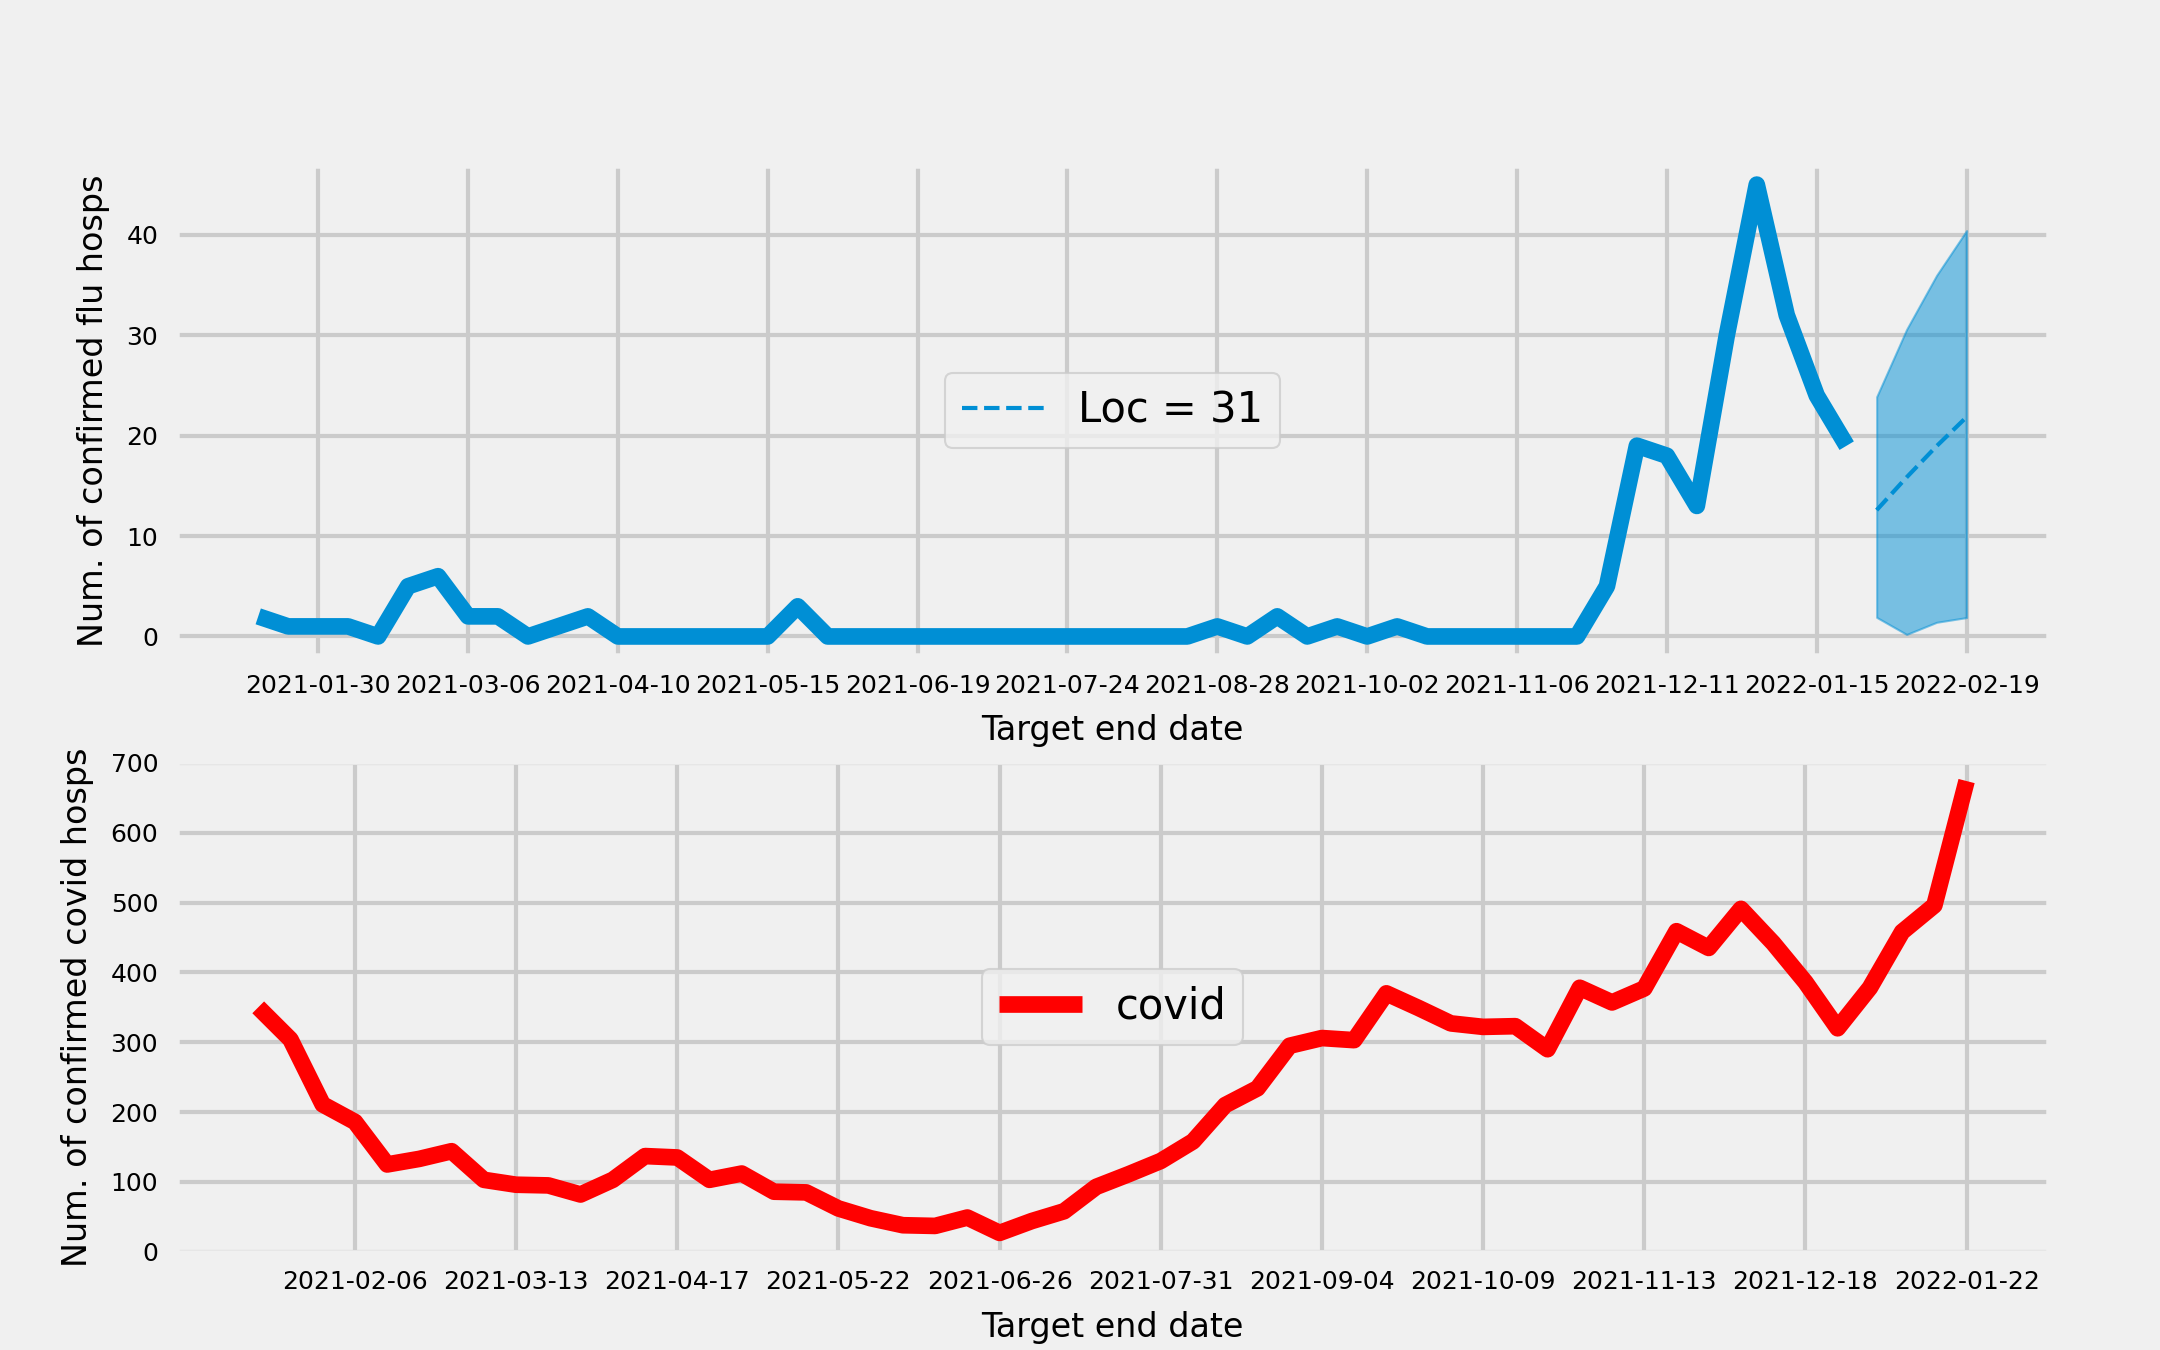 Num. of confirmed flu hosps
40
30
20
10
0
Loc = 31
2021-01-30 2021-03-06 2021-04-10 2021-05-15 2021-06-19 2021-07-24 2021-08-28 2021-10-02 2021-11-06 2021-12-11 2022-01-15 2022-02-19
Target end date
Num. of confirmed covid hosps
700
600
500
400
300
200
100
0
covid
2021-02-06 2021-03-13 2021-04-17 2021-05-22 2021-06-26 2021-07-31 2021-09-04 2021-10-09 2021-11-13 2021-12-18 2022-01-22
Target end date